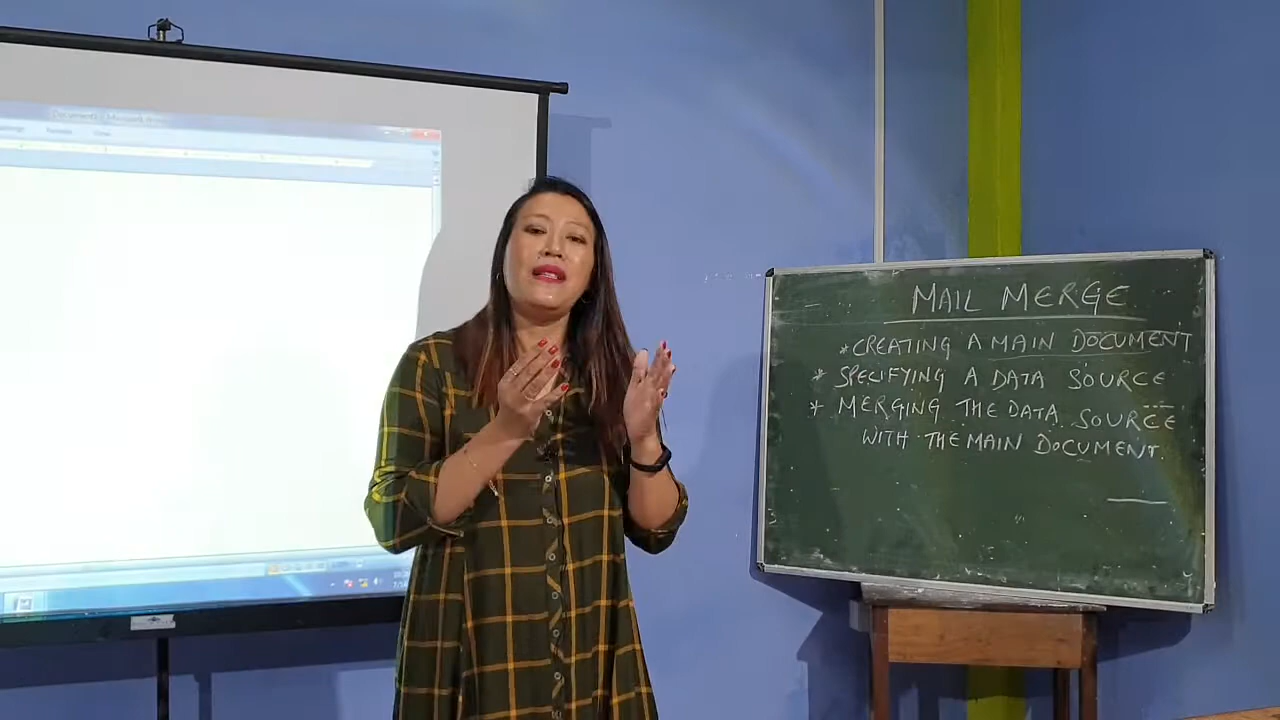 MAIL MERGE
* CREATING A MAIN DOCUMENT
* SPECIFYING A DATA SOURCE
* MERGING THE DATA SOURCE
WITH THE MAIN DOCUMENT.